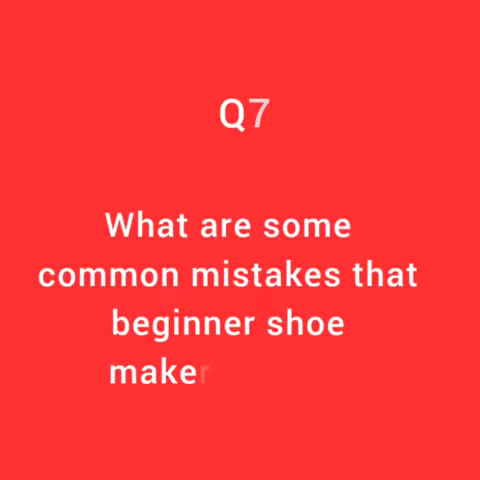 Q7
What are some
common mistakes that
beginner shoe
maker